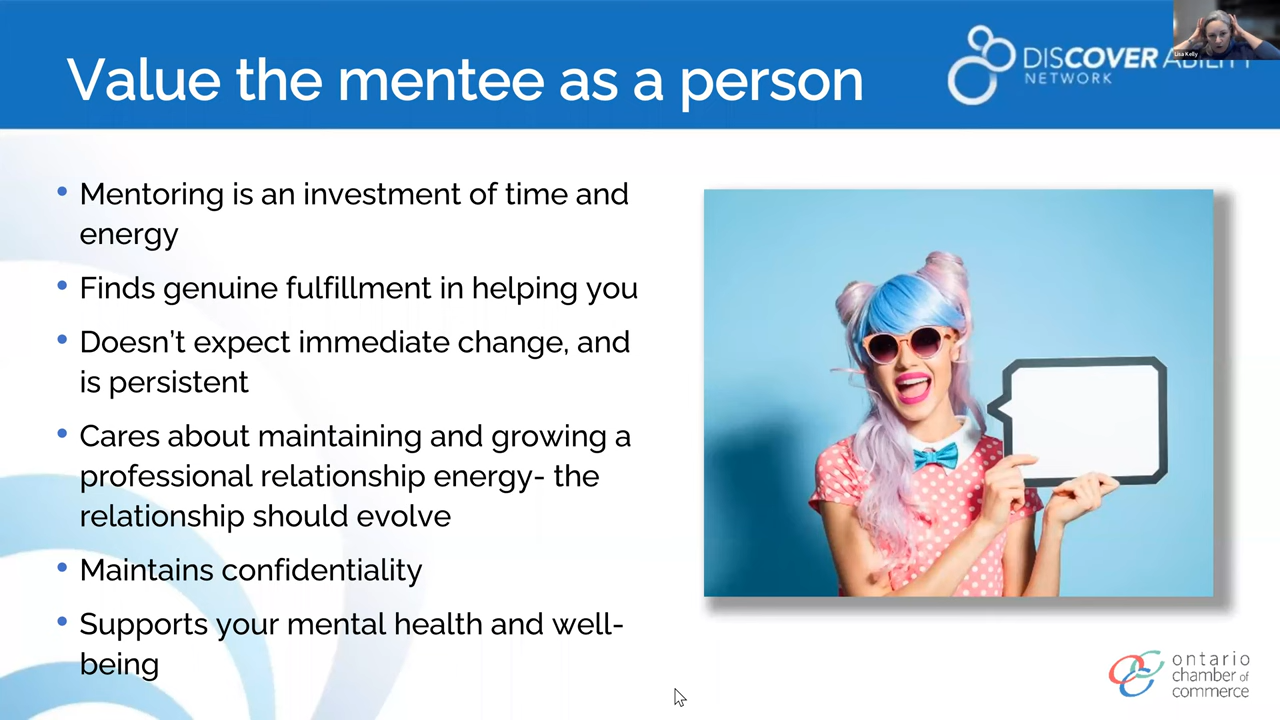 Value the mentee as a person
DISCOVER ABILITY
NETWORK
Lisa Kelly
• Mentoring is an investment of time and
energy
• Finds genuine fulfillment in helping you
• Doesn’t expect immediate change, and
is persistent
• Cares about maintaining and growing a
professional relationship energy- the
relationship should evolve
• Maintains confidentiality
• Supports your mental health and well-
being
ontario
chamber of
commerce